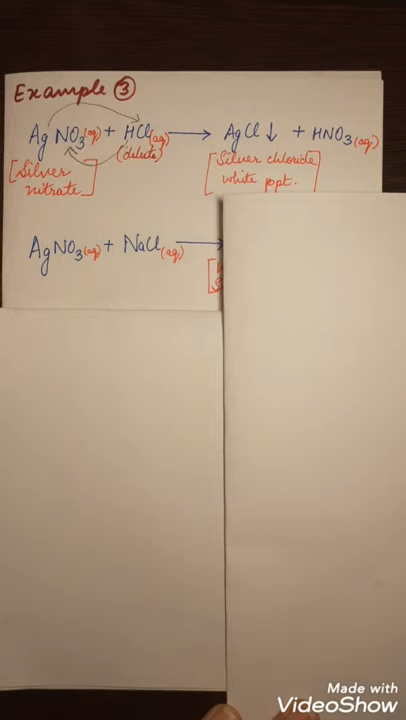 Example ③
AgNO₃(aq) + HCl(aq) → AgCl↓ + HNO₃(aq)
(dilute)
[Silver nitrate]
[Silver chloride
white ppt.]
AgNO₃(aq) + NaCl(aq) →
Made with
VideoShow